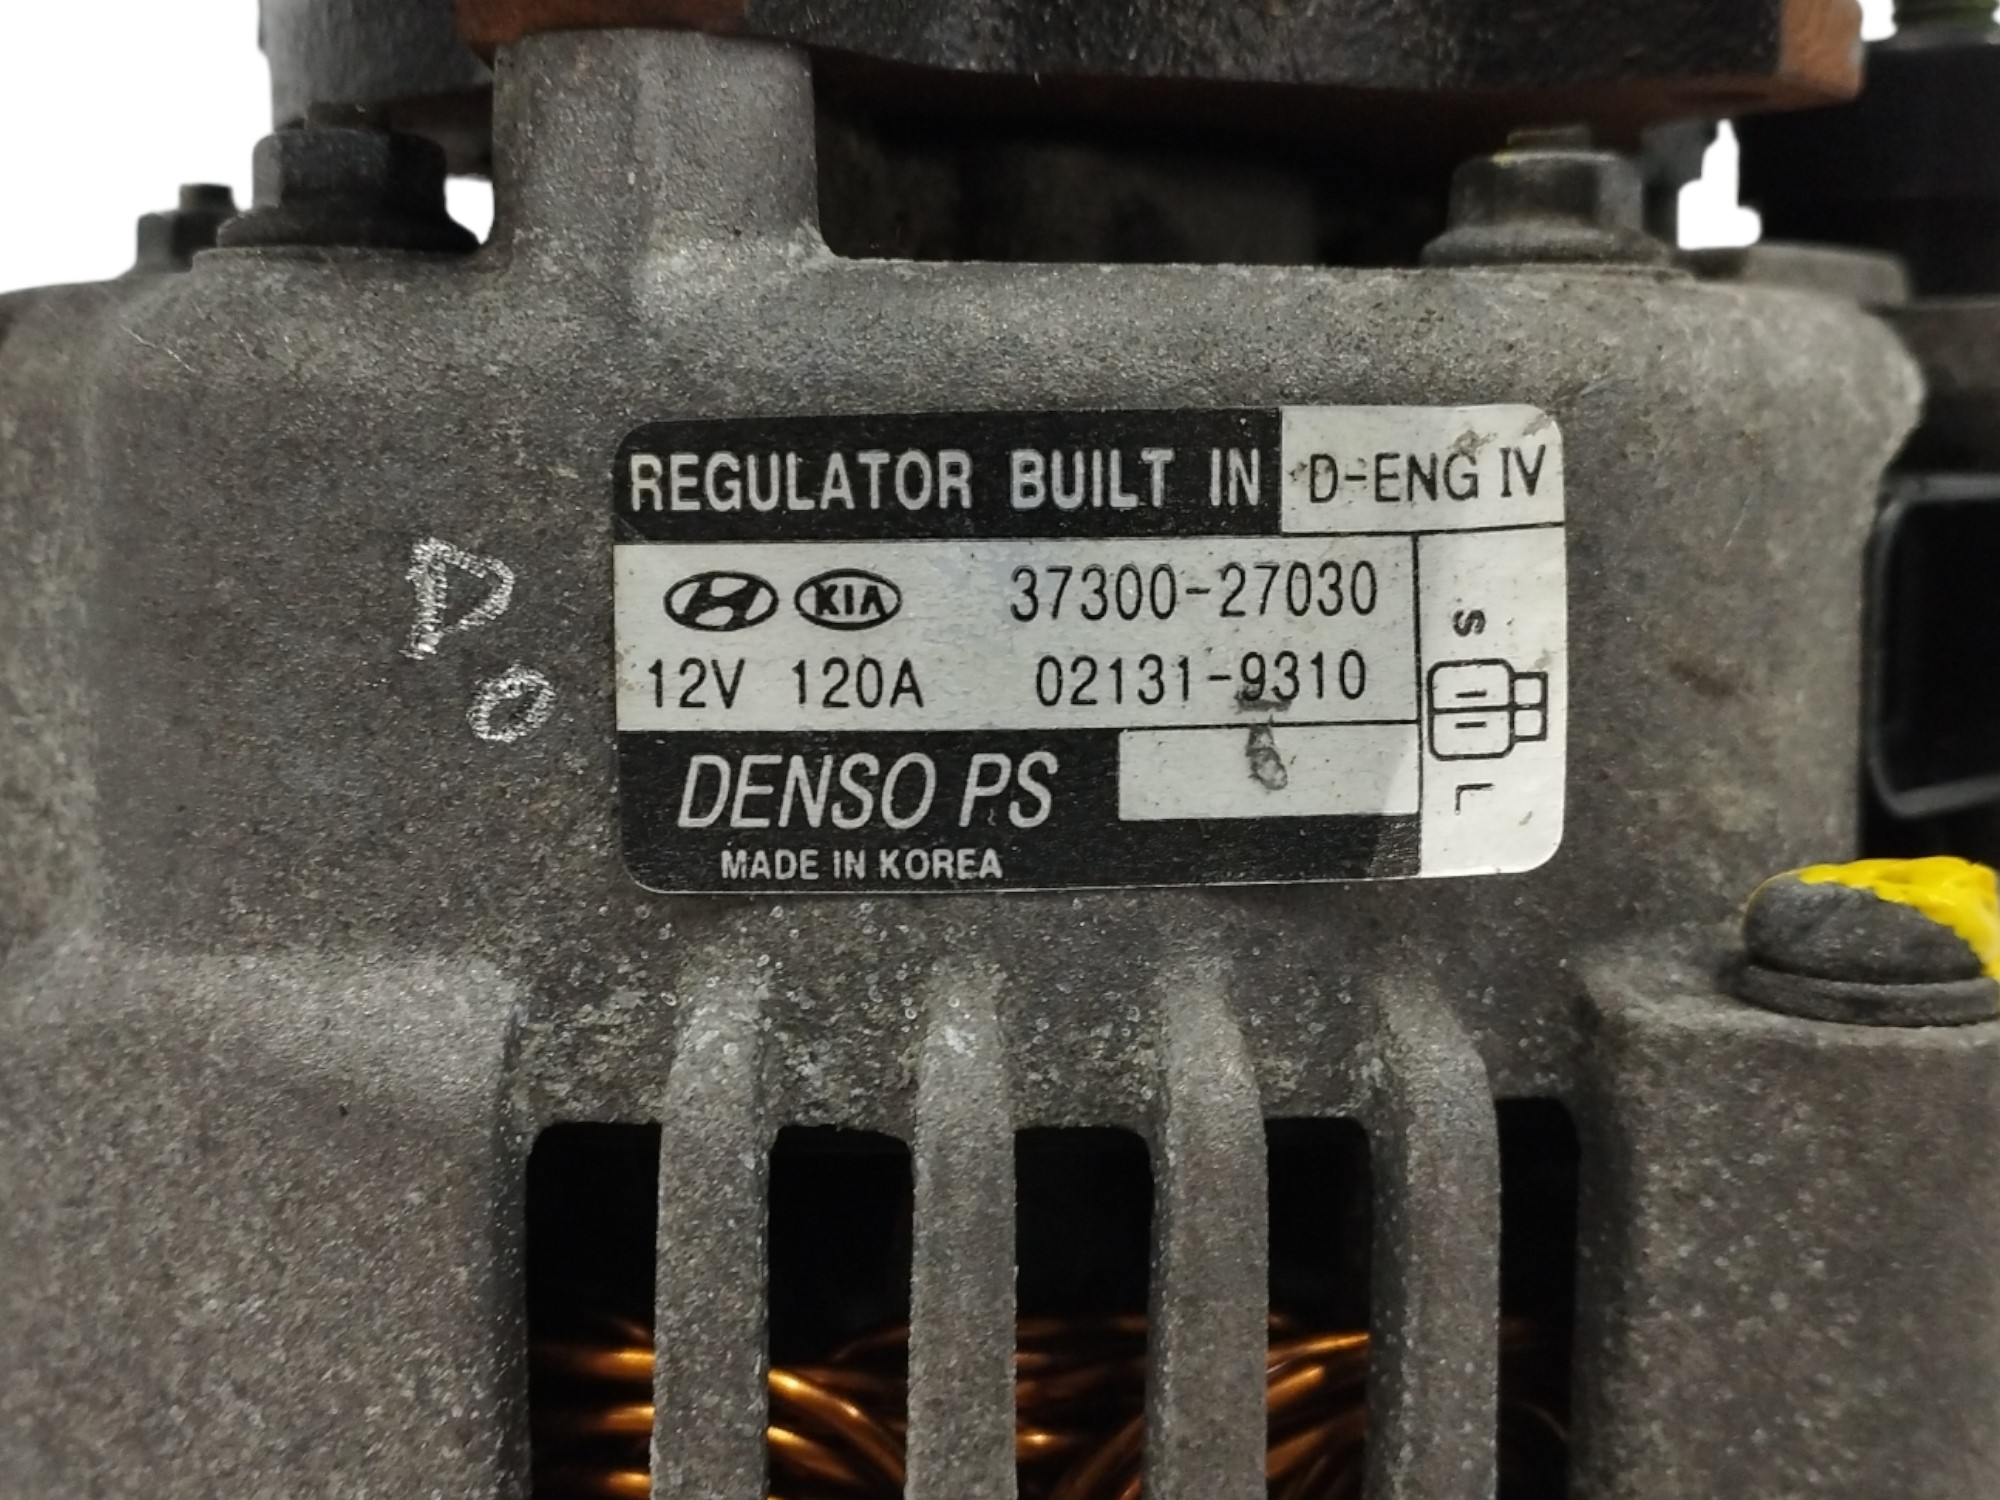 REGULATOR BUILT IN D-ENG IV
KIA 37300-27030
12V 120A 02131-9310
S
L
DENSO PS
MADE IN KOREA
D
O